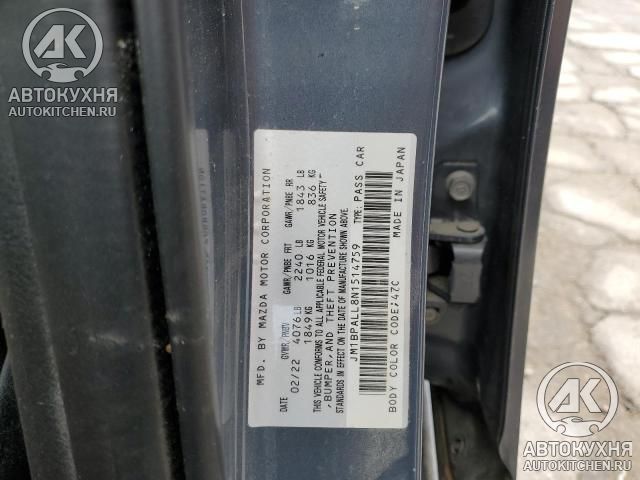 АВТОКУХНЯ
AUTOKITCHEN.RU
MFD. BY MAZDA MOTOR CORPORATION
DATE GVWR/PNBV GAWR/PNBE FRT GAWR/PNBE RR
02/22 4076 LB 2240 LB 1843 LB
1849 KG 1016 KG 836 KG
THIS VEHICLE CONFORMS TO ALL APPLICABLE FEDERAL MOTOR VEHICLE SAFETY
, BUMPER, AND THEFT PREVENTION
STANDARDS IN EFFECT ON THE DATE OF MANUFACTURE SHOWN ABOVE.
JM1BPALL8N1514759 TYPE: PASS CAR
BODY COLOR CODE:47C MADE IN JAPAN
АВТОКУХНЯ
AUTOKITCHEN.RU